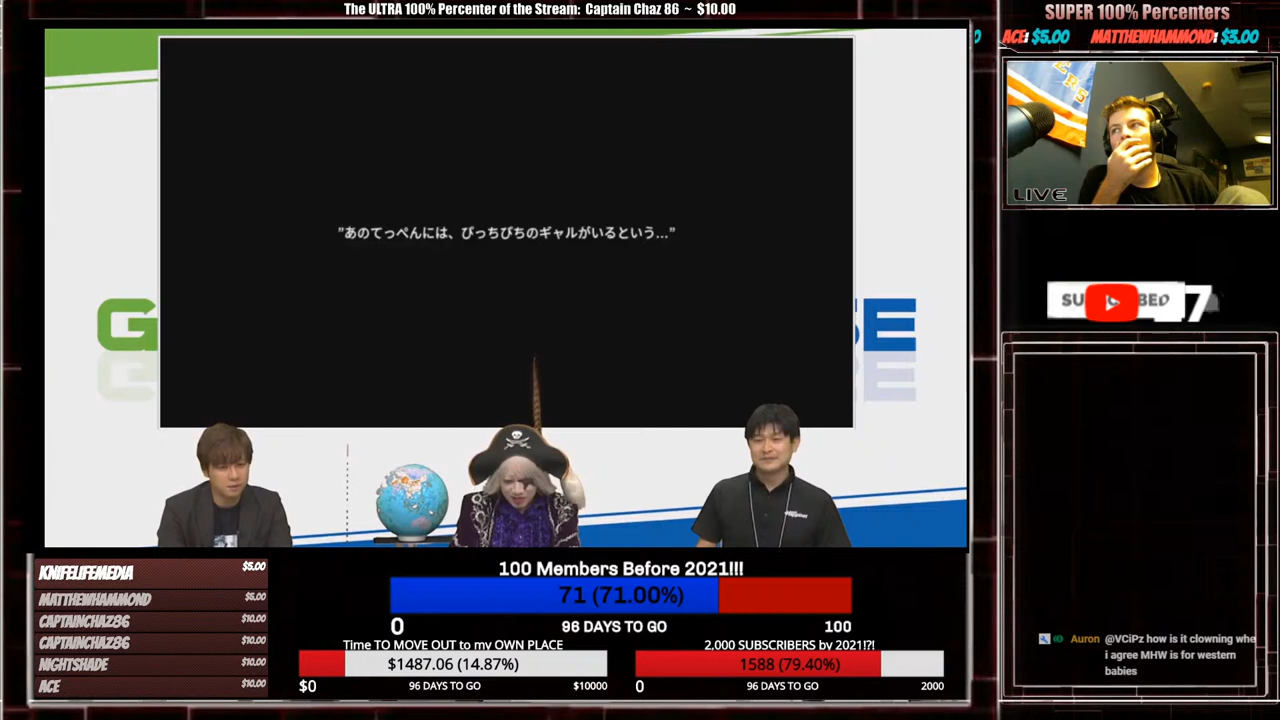 The ULTRA 100% Percenter of the Stream: Captain Chaz 86 ~ $10.00
SUPER 100% Percenters
ACE: $5.00 MATTHEWHAMMOND: $3.00
LIVE
”あのてっぺんには、ぴっちぴちのギャルがいるという...”
G
SE
KNIFELIFEMEDIA $5.00
MATTHEWHAMMOND $5.00
CAPTAINCHAZ86 $10.00
CAPTAINCHAZ86 $10.00
NIGHTSHADE $10.00
ACE $10.00
100 Members Before 2021!!!
71 (71.00%)
0 96 DAYS TO GO 100
Time TO MOVE OUT to my OWN PLACE
$1487.06 (14.87%)
$0 96 DAYS TO GO $10000
2,000 SUBSCRIBERS by 2021!?!
1588 (79.40%)
0 96 DAYS TO GO 2000
Auron @VCiPz how is it clowning whe
i agree MHW is for western
babies